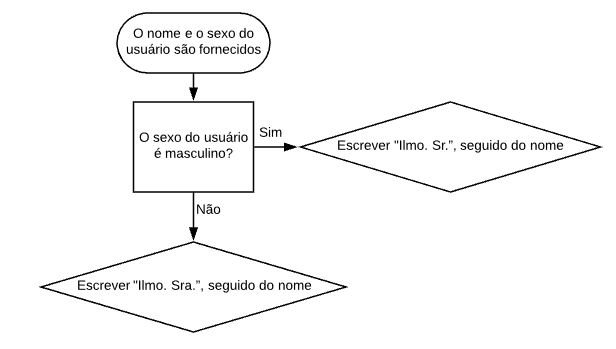 O nome e o sexo do
usuário são fornecidos
O sexo do usuário
é masculino?
Sim
Escrever "Ilmo. Sr.", seguido do nome
Não
Escrever "Ilmo. Sra.", seguido do nome